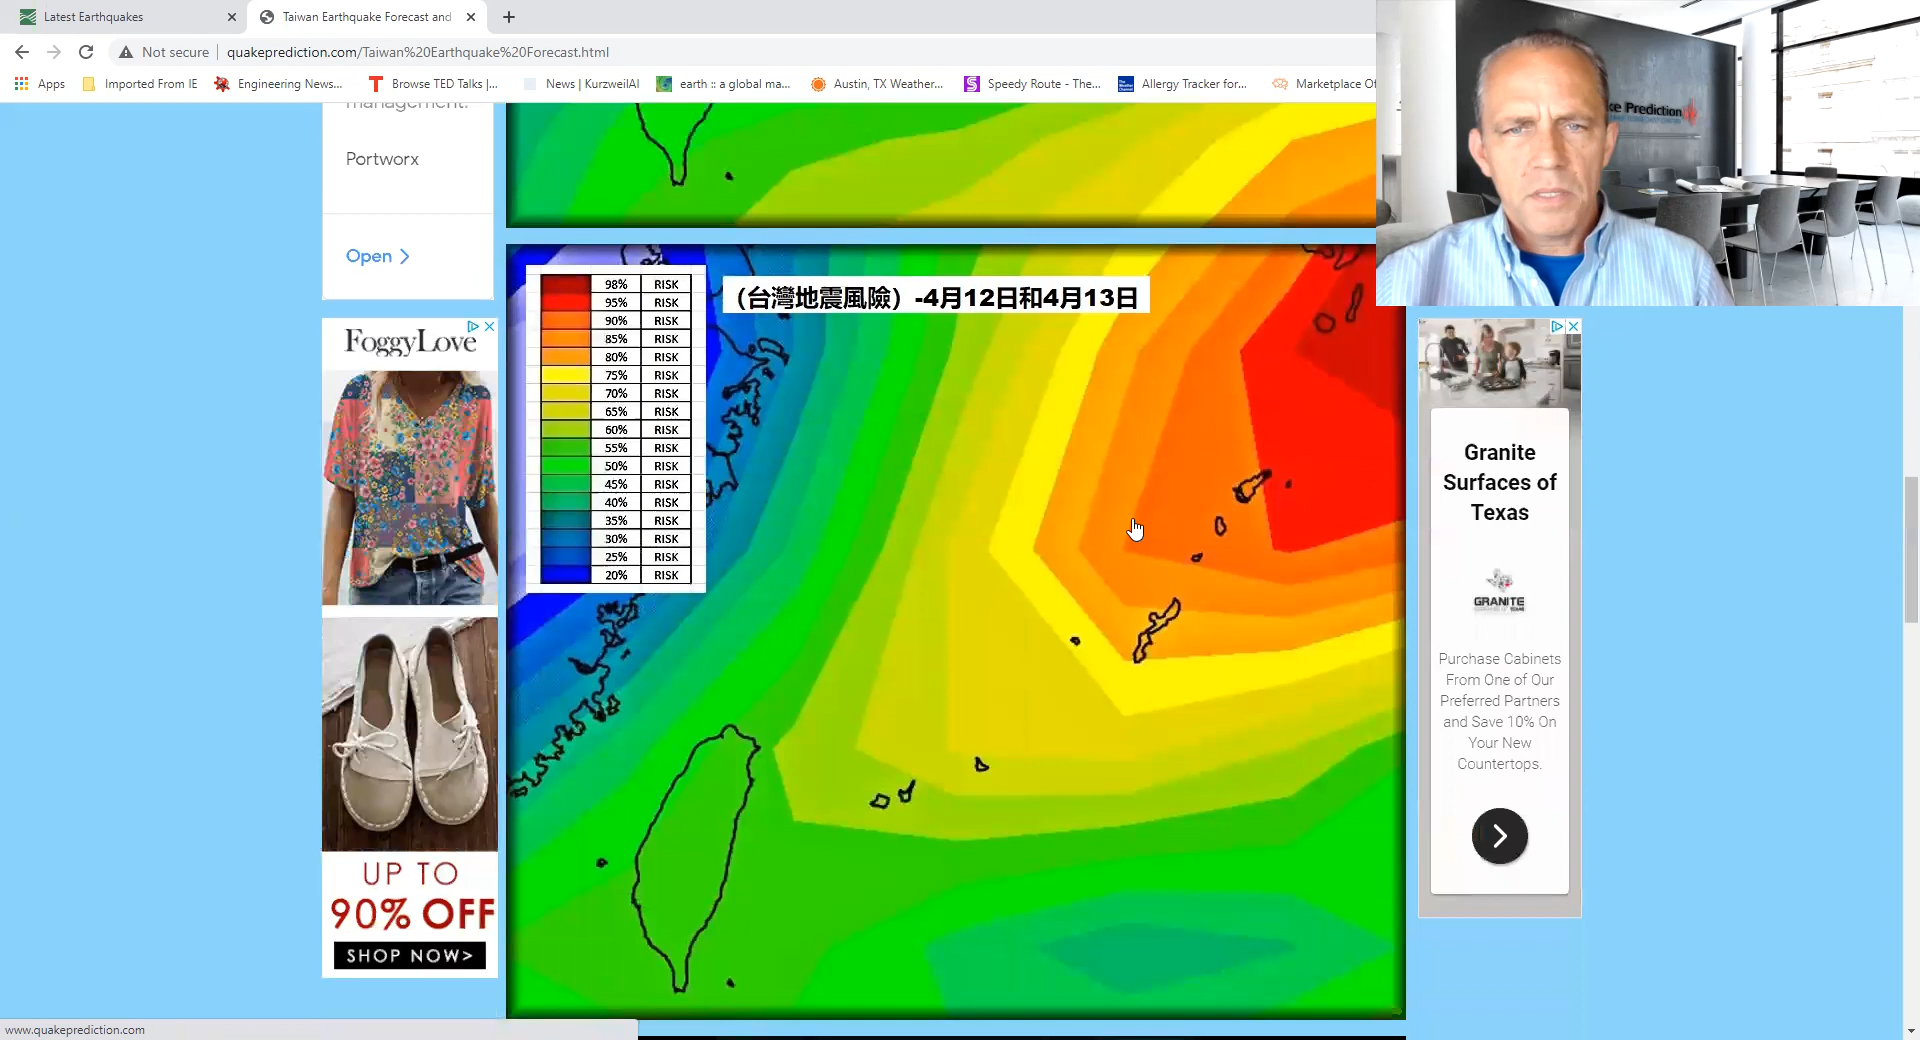 Latest Earthquakes
Taiwan Earthquake Forecast and
Not secure
quakeprediction.com/Taiwan%20Earthquake%20Forecast.html
Apps
Imported From IE
Engineering News...
Browse TED Talks |...
News | KurzweilAI
earth :: a global ma...
Austin, TX Weather...
Speedy Route - The...
Allergy Tracker for...
Marketplace Of
ke Prediction
management.
Portworx
Open
FoggyLove
UP TO
90% OFF
SHOP NOW>
98% RISK
95% RISK
90% RISK
85% RISK
80% RISK
75% RISK
70% RISK
65% RISK
60% RISK
55% RISK
50% RISK
45% RISK
40% RISK
35% RISK
30% RISK
25% RISK
20% RISK
（台灣地震風險）-4月12日和4月13日
Granite
Surfaces of
Texas
GRANITE
Purchase Cabinets
From One of Our
Preferred Partners
and Save 10% On
Your New
Countertops.
www.quakeprediction.com